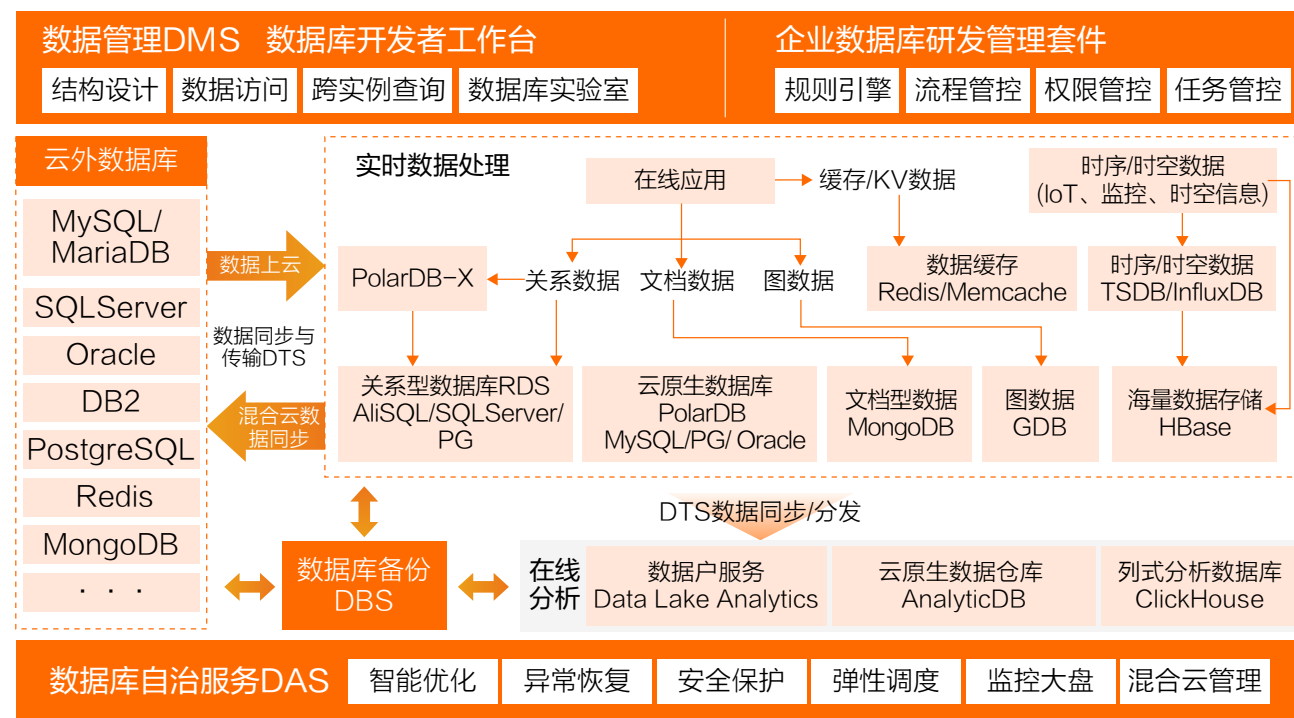 数据管理DMS 数据库开发者工作台
企业数据库研发管理套件
结构设计
数据访问
跨实例查询
数据库实验室
规则引擎
流程管控
权限管控
任务管控
云外数据库
MySQL/
MariaDB
SQLServer
Oracle
DB2
PostgreSQL
Redis
MongoDB
· · ·
数据上云
数据同步与
传输DTS
混合云数
据同步
实时数据处理
在线应用
缓存/KV数据
时序/时空数据
(IoT、监控、时空信息)
PolarDB-X
关系数据
文档数据
图数据
数据缓存
Redis/Memcache
时序/时空数据
TSDB/InfluxDB
关系型数据库RDS
AliSQL/SQLServer/
PG
云原生数据库
PolarDB
MySQL/PG/ Oracle
文档型数据
MongoDB
图数据
GDB
海量数据存储
HBase
DTS数据同步/分发
数据库备份
DBS
在线
分析
数据户服务
Data Lake Analytics
云原生数据仓库
AnalyticDB
列式分析数据库
ClickHouse
数据库自治服务DAS
智能优化
异常恢复
安全保护
弹性调度
监控大盘
混合云管理